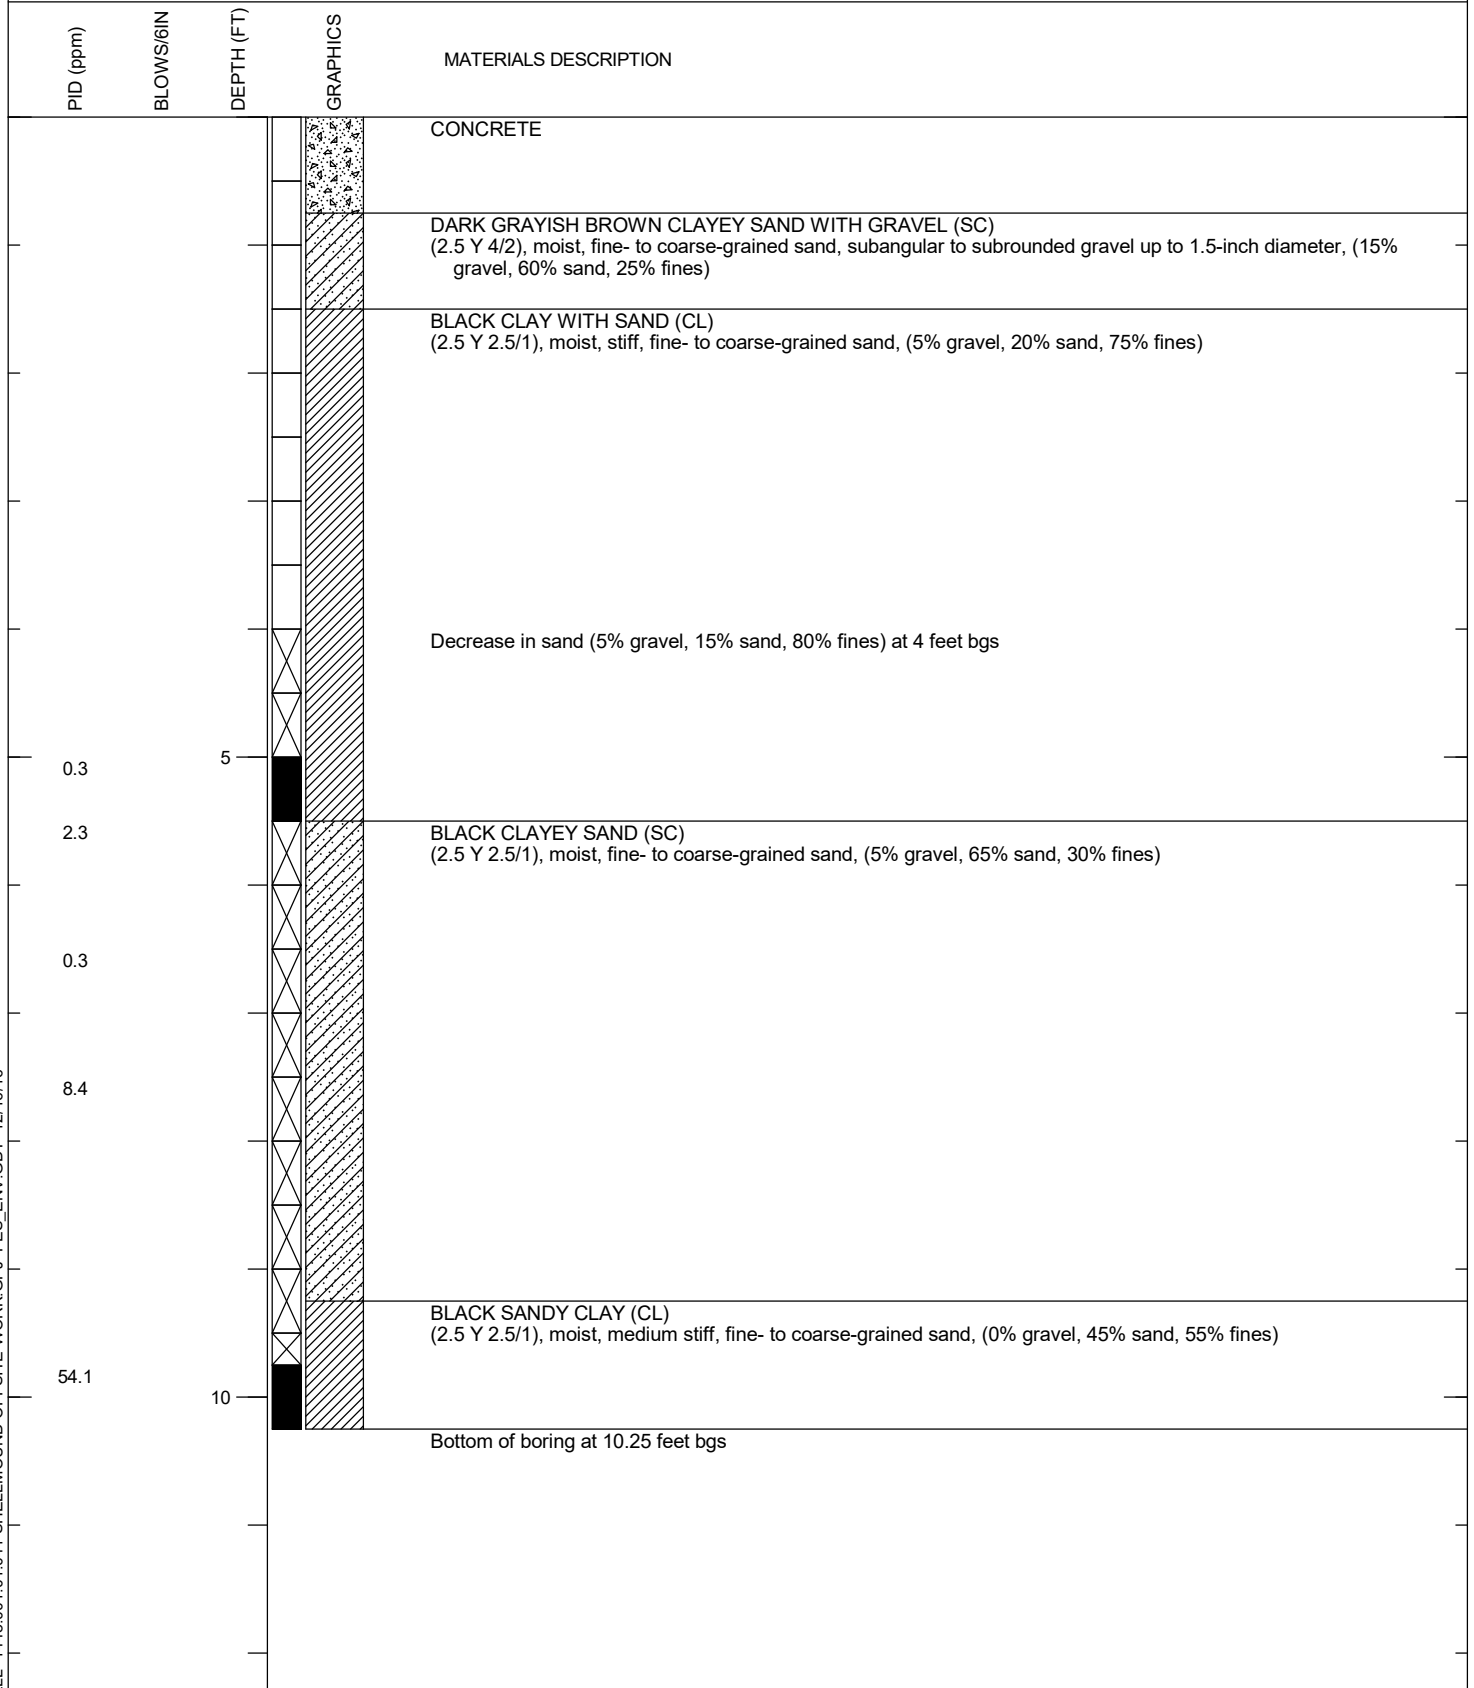 PID (ppm)
BLOWS/6IN
DEPTH (FT)
GRAPHICS
MATERIALS DESCRIPTION
CONCRETE
DARK GRAYISH BROWN CLAYEY SAND WITH GRAVEL (SC)
(2.5 Y 4/2), moist, fine- to coarse-grained sand, subangular to subrounded gravel up to 1.5-inch diameter, (15%
gravel, 60% sand, 25% fines)
BLACK CLAY WITH SAND (CL)
(2.5 Y 2.5/1), moist, stiff, fine- to coarse-grained sand, (5% gravel, 20% sand, 75% fines)
Decrease in sand (5% gravel, 15% sand, 80% fines) at 4 feet bgs
5
0.3
2.3
BLACK CLAYEY SAND (SC)
(2.5 Y 2.5/1), moist, fine- to coarse-grained sand, (5% gravel, 65% sand, 30% fines)
0.3
8.4
BLACK SANDY CLAY (CL)
(2.5 Y 2.5/1), moist, medium stiff, fine- to coarse-grained sand, (0% gravel, 45% sand, 55% fines)
54.1
10
Bottom of boring at 10.25 feet bgs